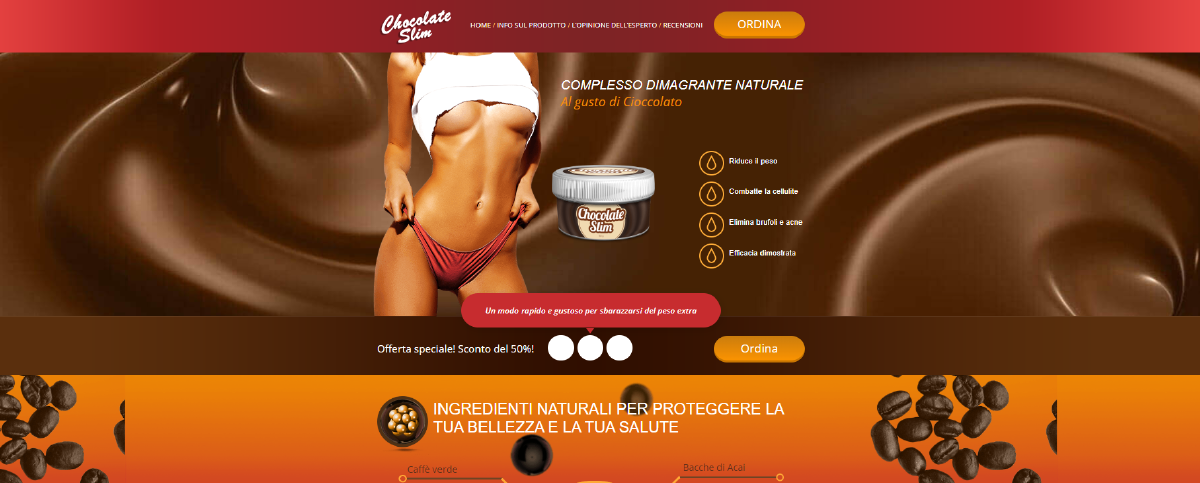 Chocolate
Slim
HOME / INFO SUL PRODOTTO / L'OPINIONE DELL'ESPERTO / RECENSIONI
ORDINA
COMPLESSO DIMAGRANTE NATURALE
Al gusto di Cioccolato
Riduce il peso
Combatte la cellulite
Elimina brufoli e acne
Efficacia dimostrata
Chocolate
Slim
Un modo rapido e gustoso per sbarazzarsi del peso extra
Offerta speciale! Sconto del 50%!
Ordina
INGREDIENTI NATURALI PER PROTEGGERE LA
TUA BELLEZZA E LA TUA SALUTE
Caffè verde
Bacche di Acai